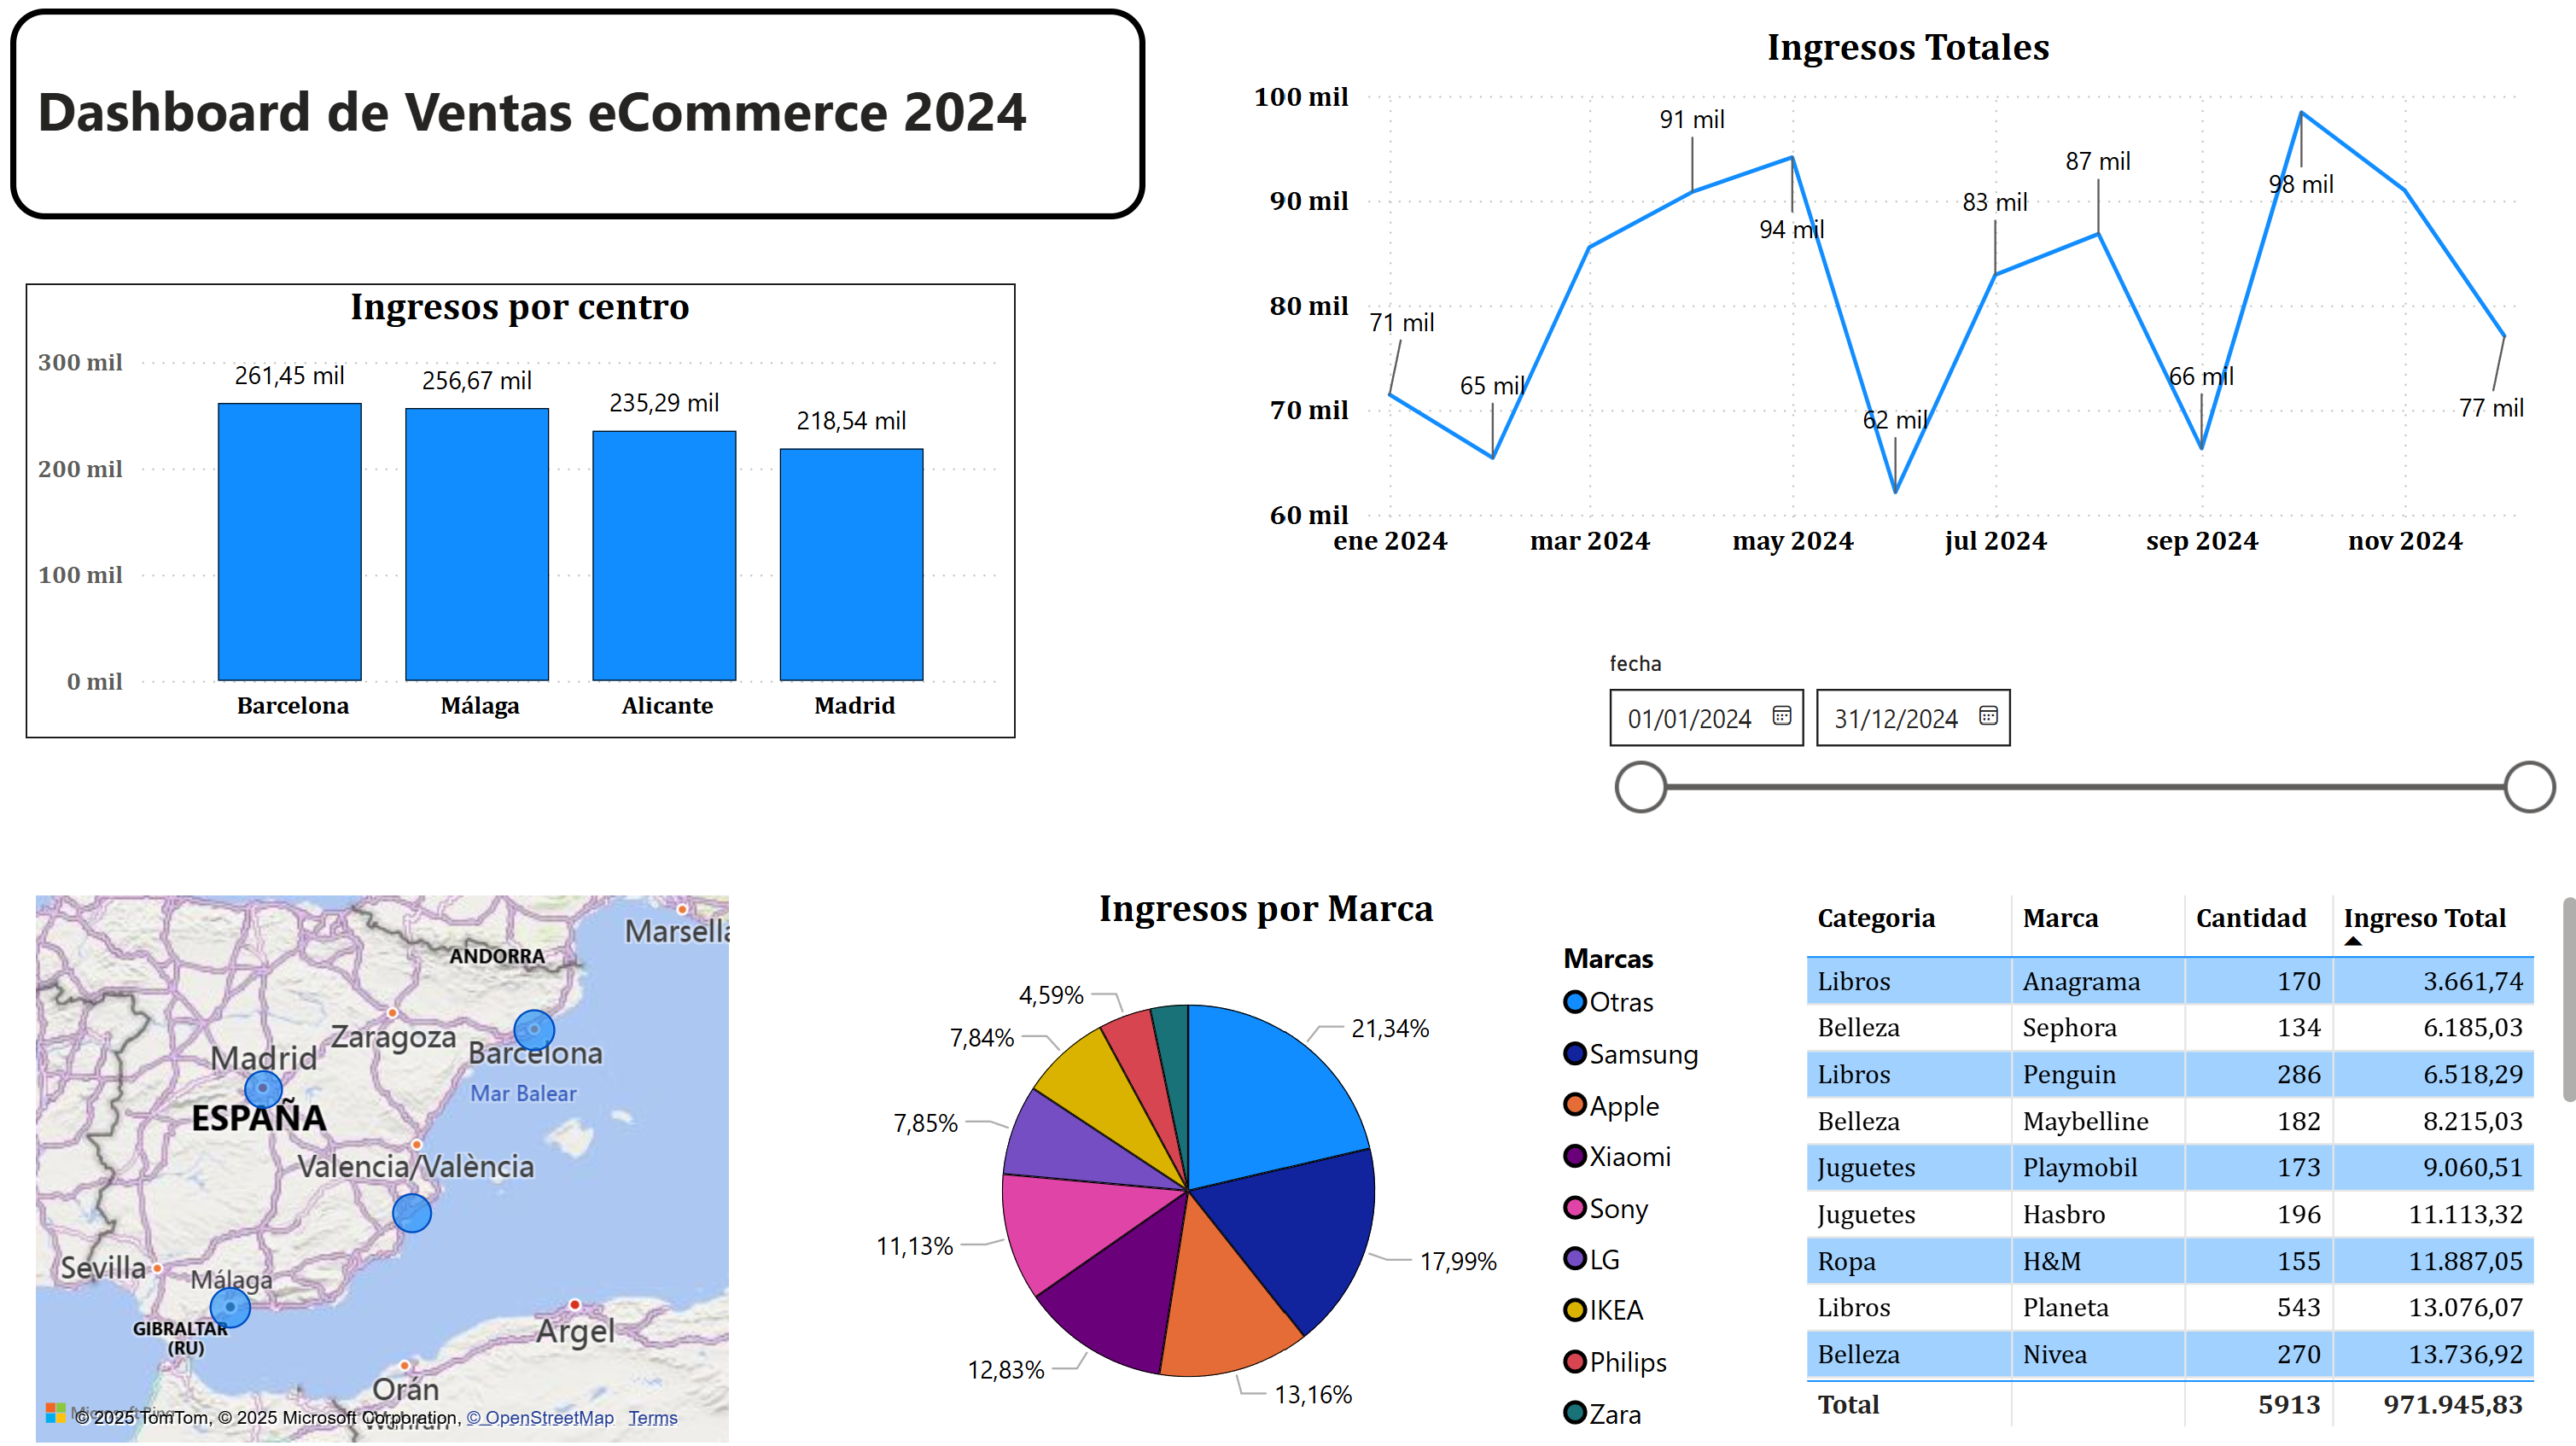 Dashboard de Ventas eCommerce 2024
Ingresos Totales
100 mil
90 mil
80 mil
70 mil
60 mil
71 mil
65 mil
91 mil
94 mil
62 mil
83 mil
87 mil
66 mil
98 mil
77 mil
ene 2024
mar 2024
may 2024
jul 2024
sep 2024
nov 2024
Ingresos por centro
300 mil
200 mil
100 mil
0 mil
261,45 mil
256,67 mil
235,29 mil
218,54 mil
Barcelona
Málaga
Alicante
Madrid
fecha
01/01/2024
31/12/2024
Marsella
ANDORRA
Zaragoza
Barcelona
Madrid
Mar Balear
ESPAÑA
Valencia/València
Sevilla
Málaga
GIBRALTAR
(RU)
Argel
Orán
© 2025 TomTom, © 2025 Microsoft Corporation, © OpenStreetMap Terms
Ingresos por Marca
21,34%
17,99%
13,16%
12,83%
11,13%
7,85%
7,84%
4,59%
Marcas
Otras
Samsung
Apple
Xiaomi
Sony
LG
IKEA
Philips
Zara
Categoria Marca Cantidad Ingreso Total
Libros Anagrama 170 3.661,74
Belleza Sephora 134 6.185,03
Libros Penguin 286 6.518,29
Belleza Maybelline 182 8.215,03
Juguetes Playmobil 173 9.060,51
Juguetes Hasbro 196 11.113,32
Ropa H&M 155 11.887,05
Libros Planeta 543 13.076,07
Belleza Nivea 270 13.736,92
Total 5913 971.945,83